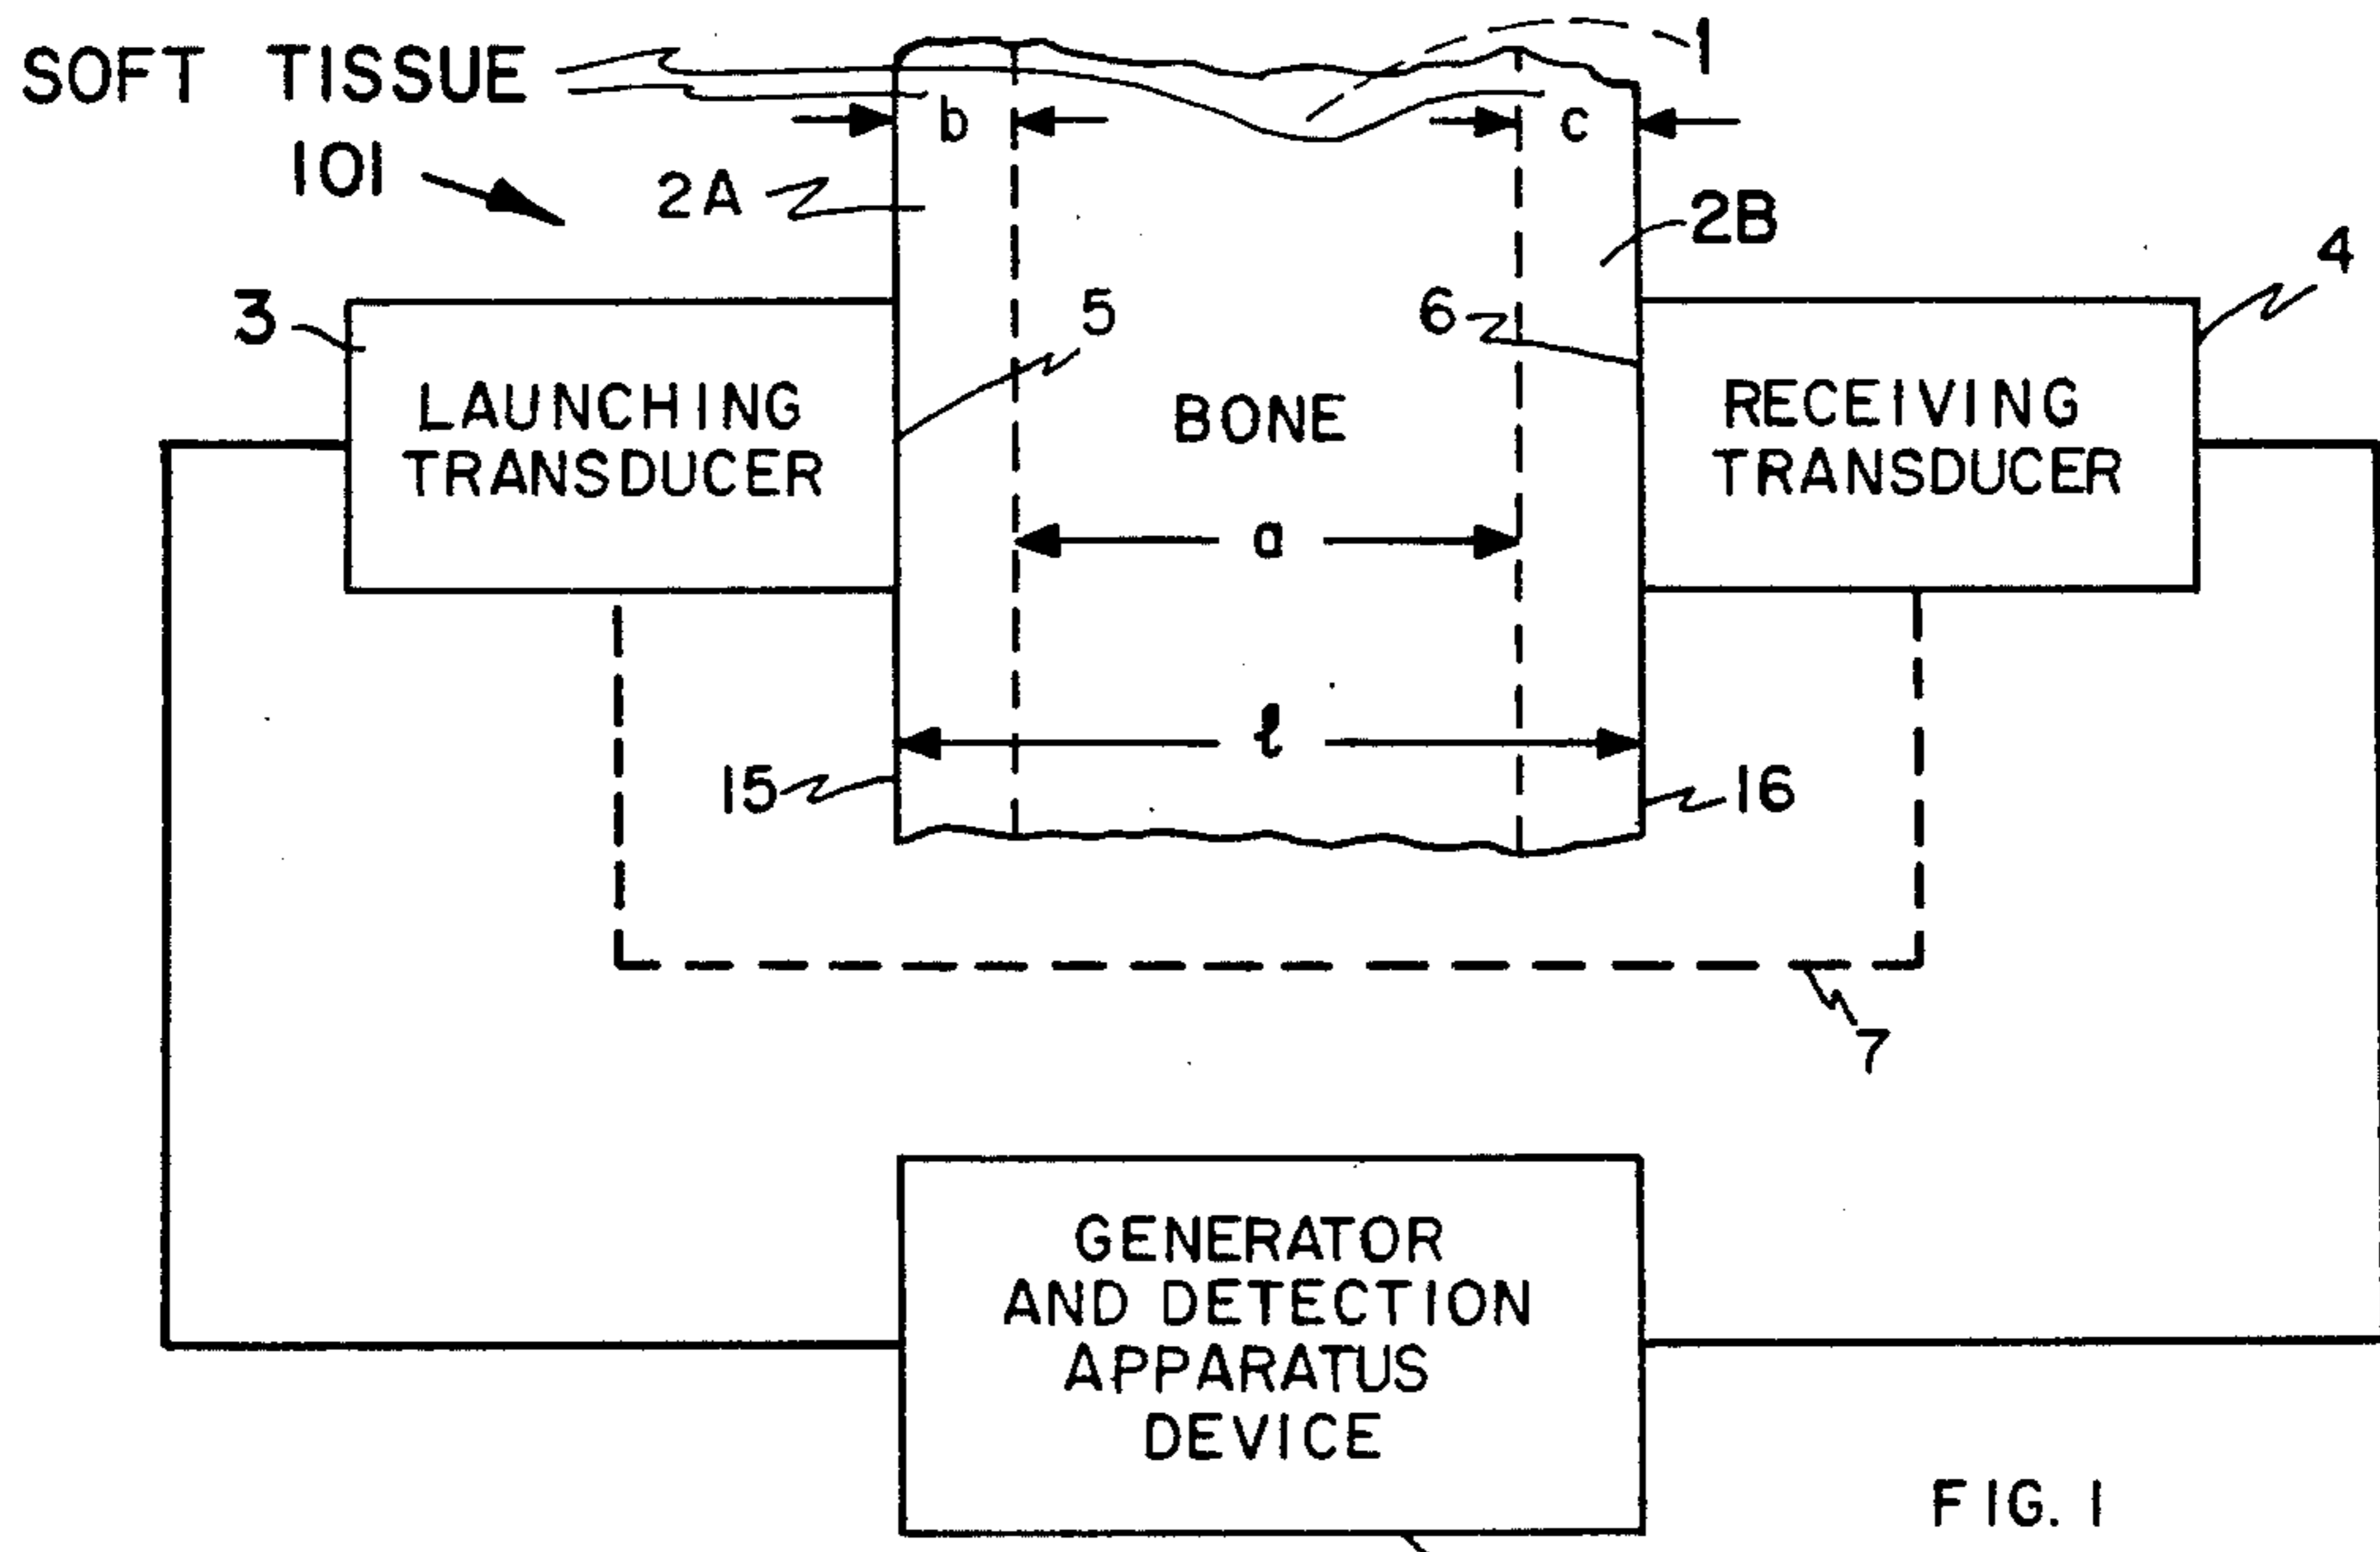 SOFT TISSUE
1
b
c
101
2A
2B
3
5
6
4
LAUNCHING
TRANSDUCER
BONE
RECEIVING
TRANSDUCER
a
ℓ
15
16
7
GENERATOR
AND DETECTION
APPARATUS
DEVICE
FIG. 1